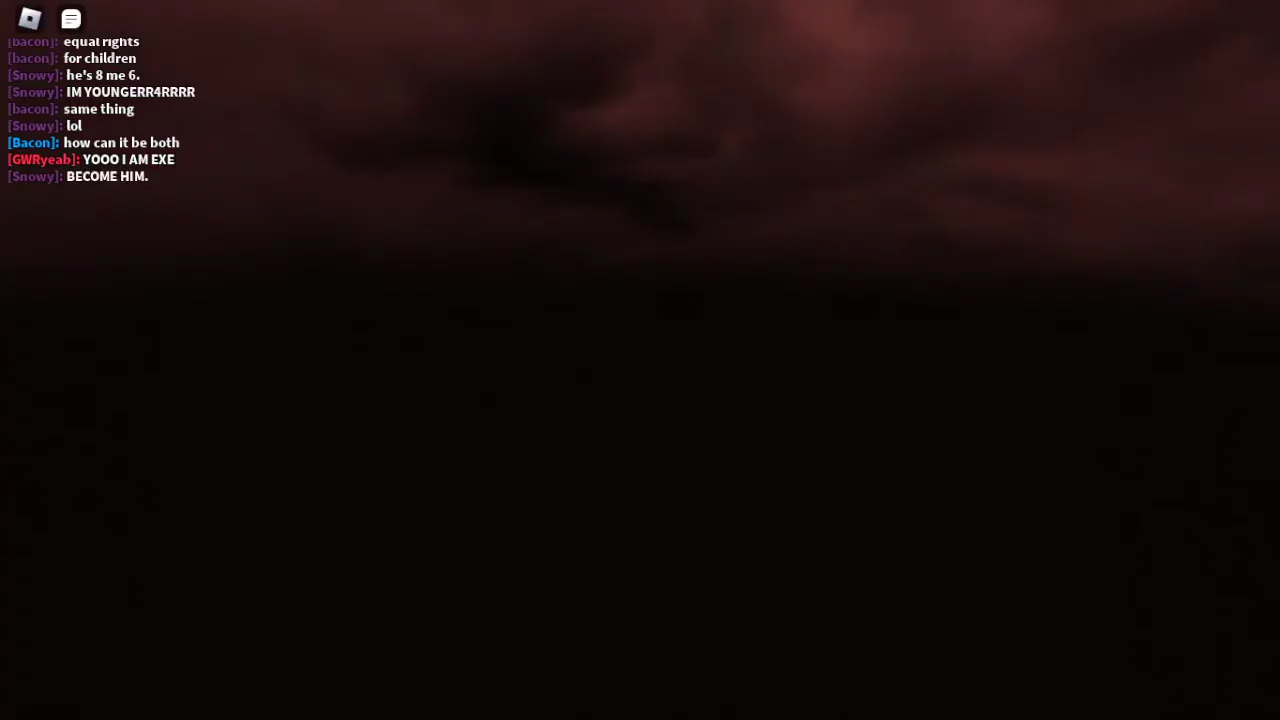 [bacon]: equal rights
[bacon]: for children
[Snowy]: he's 8 me 6.
[Snowy]: IM YOUNGERR4RRRR
[bacon]: same thing
[Snowy]: lol
[Bacon]: how can it be both
[GWRyeab]: YOOO I AM EXE
[Snowy]: BECOME HIM.